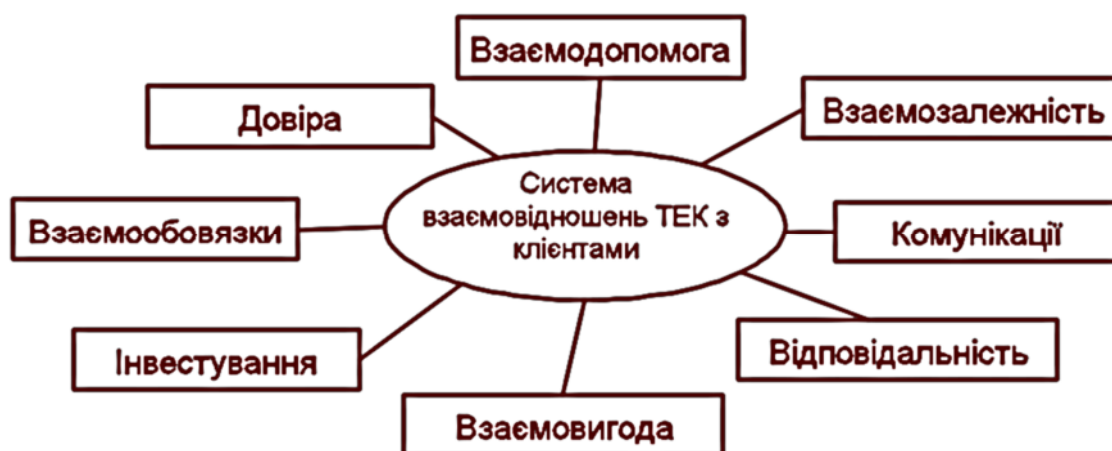 Взаємодопомога
Довіра
Взаємозалежність
Система
взаємовідношень ТЕК з
клієнтами
Взаємообовязки
Комунікації
Інвестування
Відповідальність
Взаємовигода